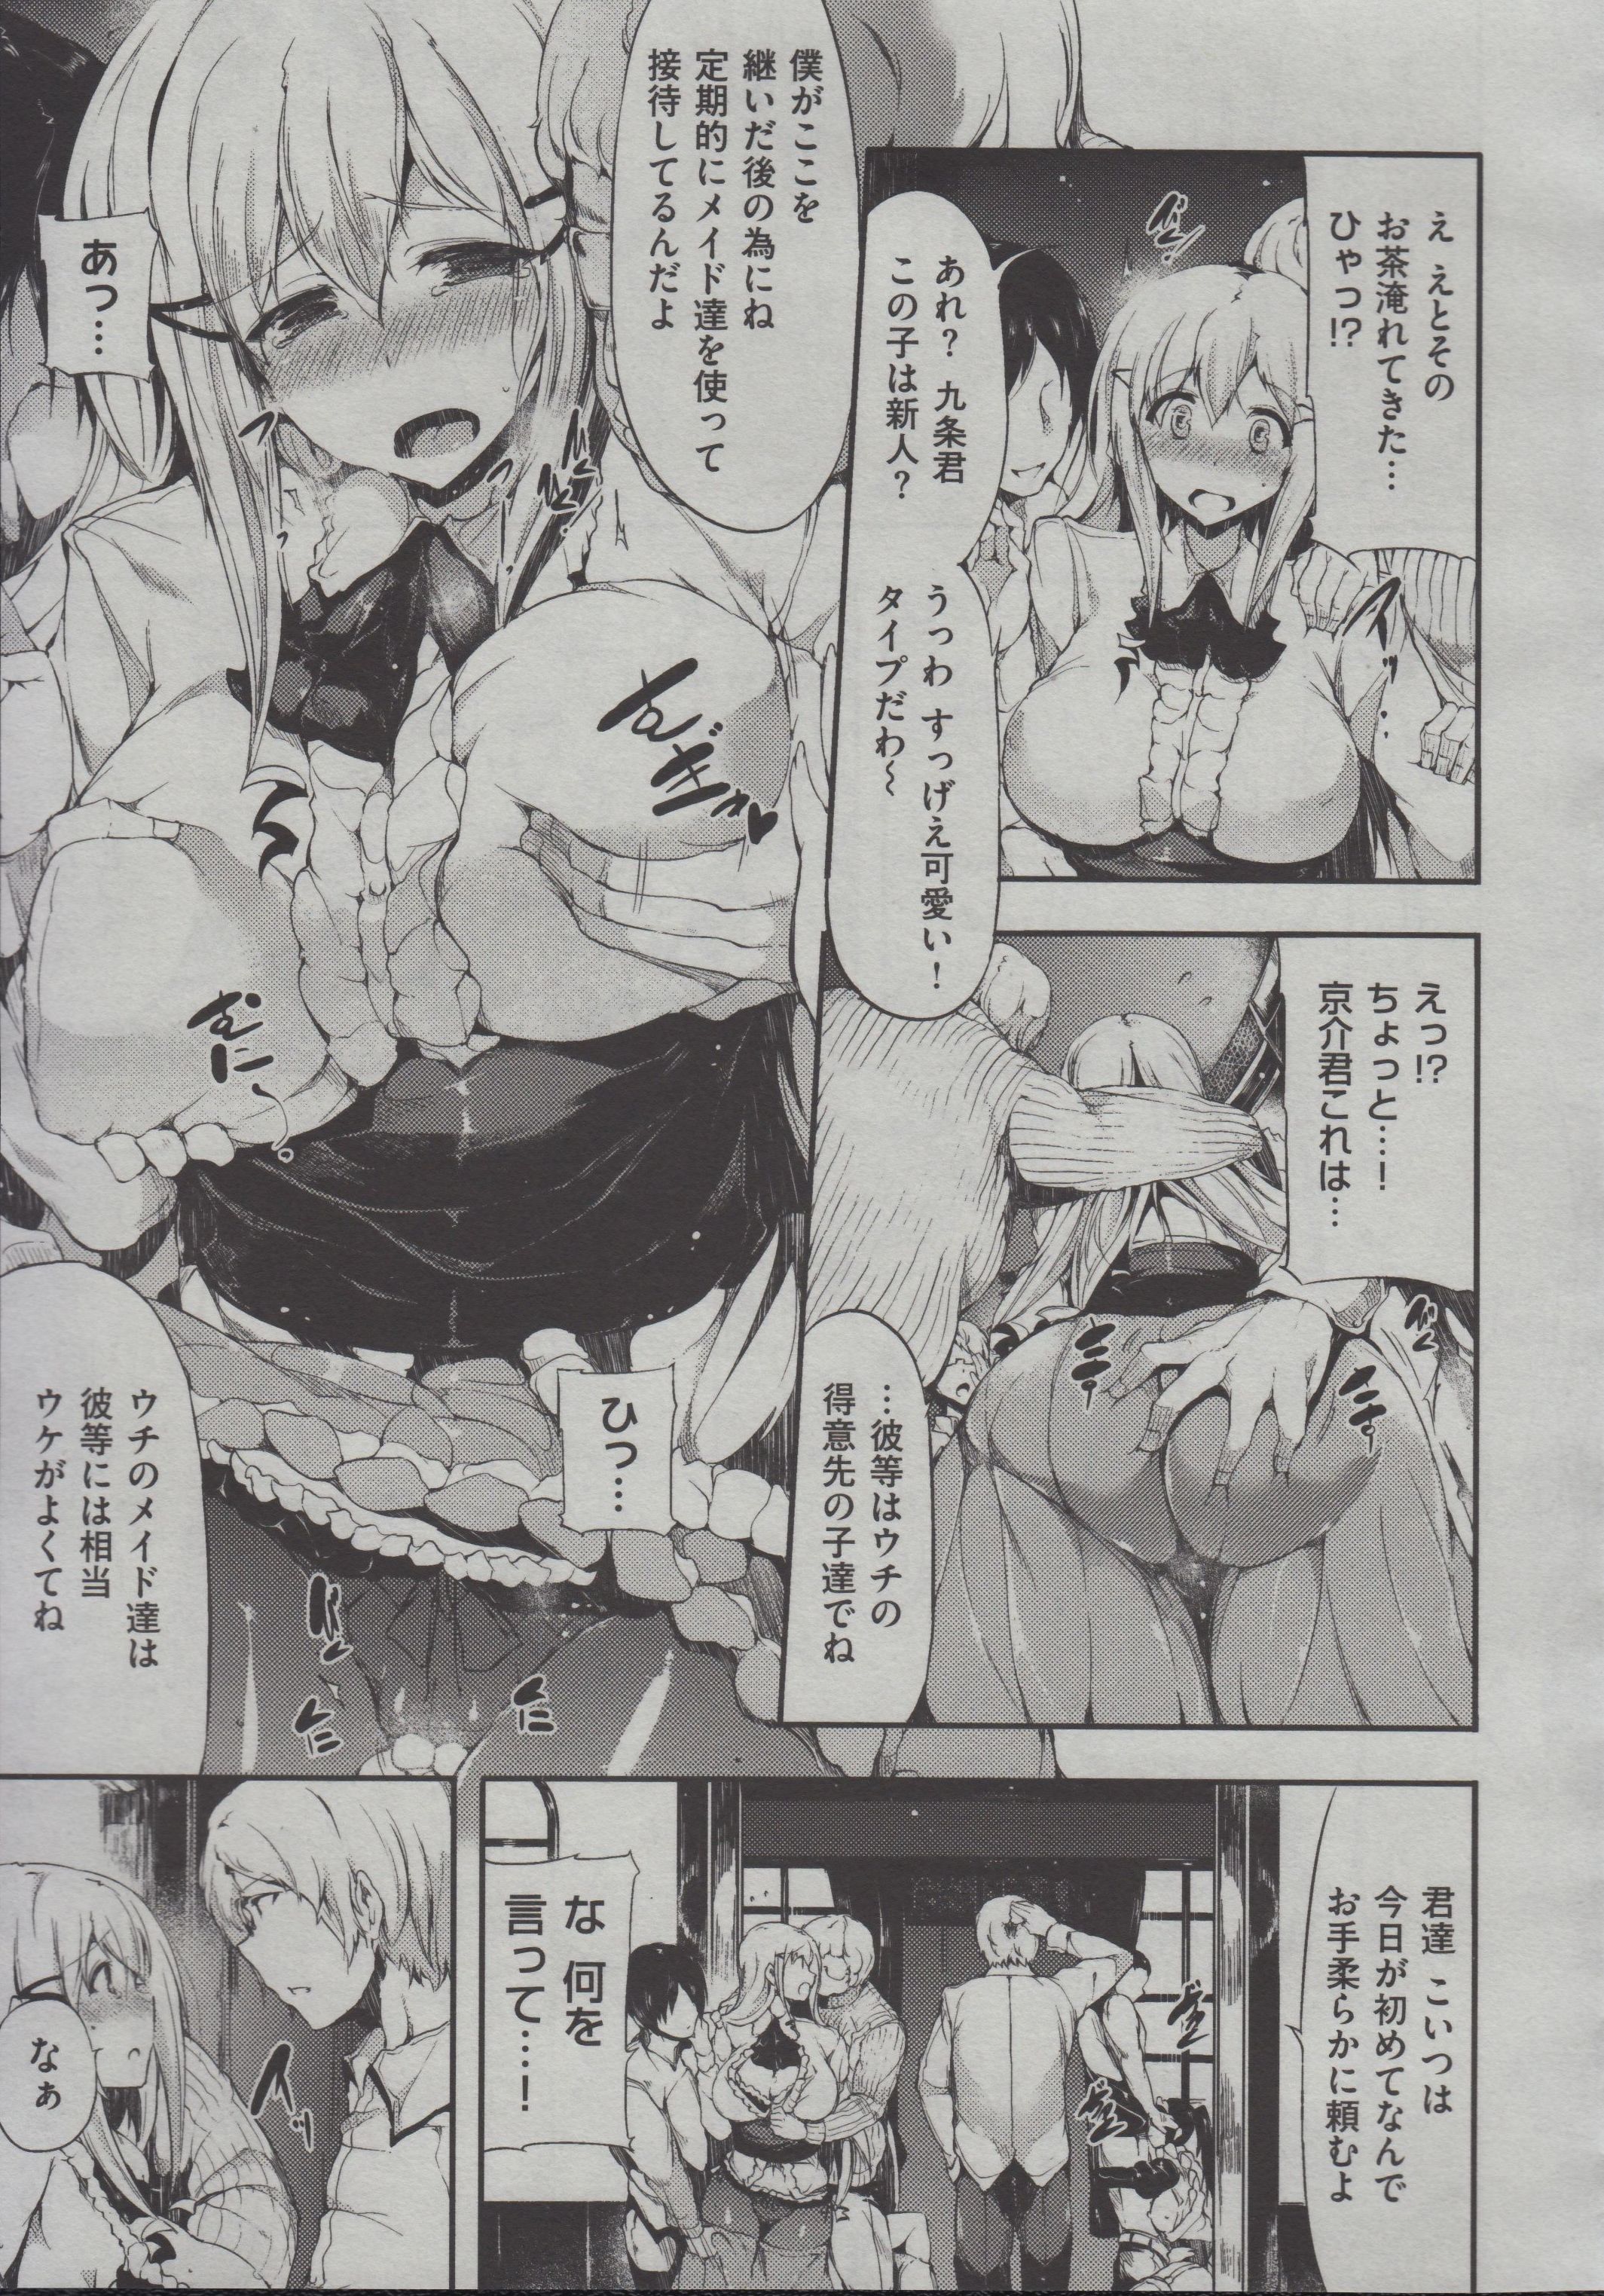 え えとその
お茶淹れてきた…
ひゃっ!?
あれ? 九条君
この子は新人?
うっわ すっげえ可愛い!
タイプだわ~
えっ!?
ちょっと…!
京介君これは…
…彼等はウチの
得意先の子達でね
僕がここを
継いだ後の為にね
定期的にメイド達を使って
接待してるんだよ
あっ…
むぎゅ♥
むに~。
ひっ…
ウチのメイド達は
彼等には相当
ウケがよくてね
君達 こいつは
今日が初めてなんで
お手柔らかに頼むよ
な 何を
言って…!
なぁ